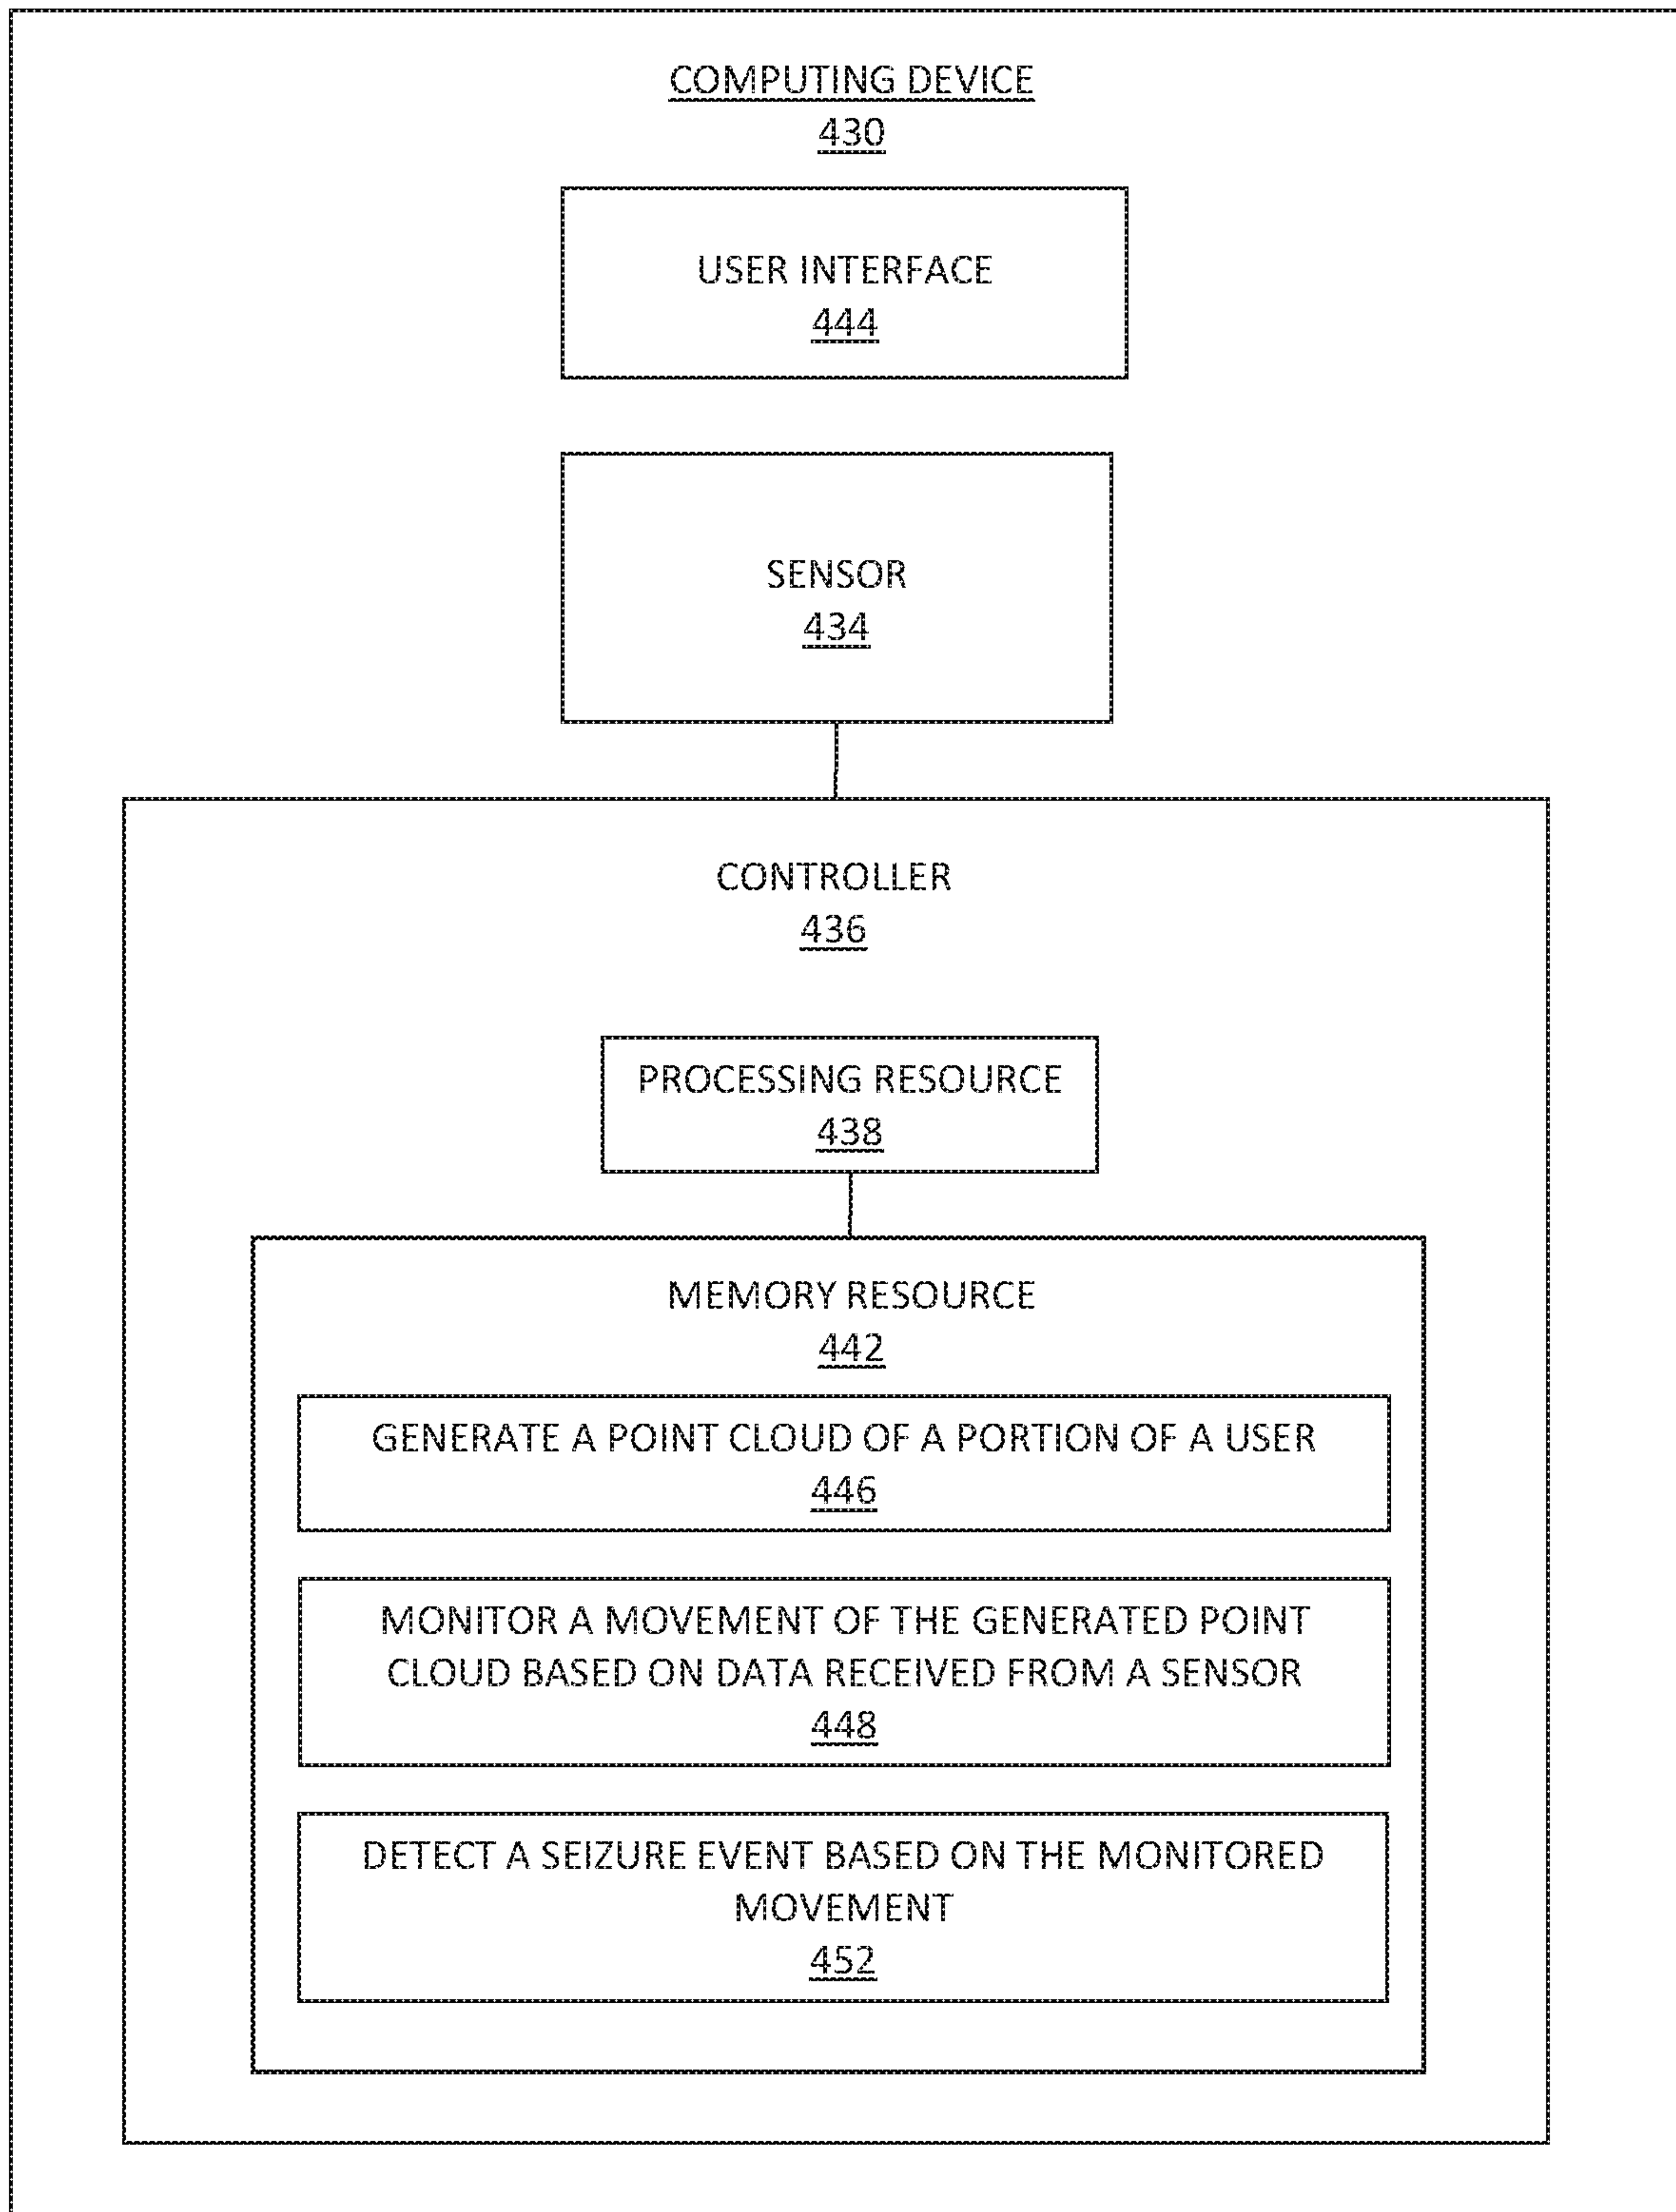 COMPUTING DEVICE
430
USER INTERFACE
444
SENSOR
434
CONTROLLER
436
PROCESSING RESOURCE
438
MEMORY RESOURCE
442
GENERATE A POINT CLOUD OF A PORTION OF A USER
446
MONITOR A MOVEMENT OF THE GENERATED POINT
CLOUD BASED ON DATA RECEIVED FROM A SENSOR
448
DETECT A SEIZURE EVENT BASED ON THE MONITORED
MOVEMENT
452